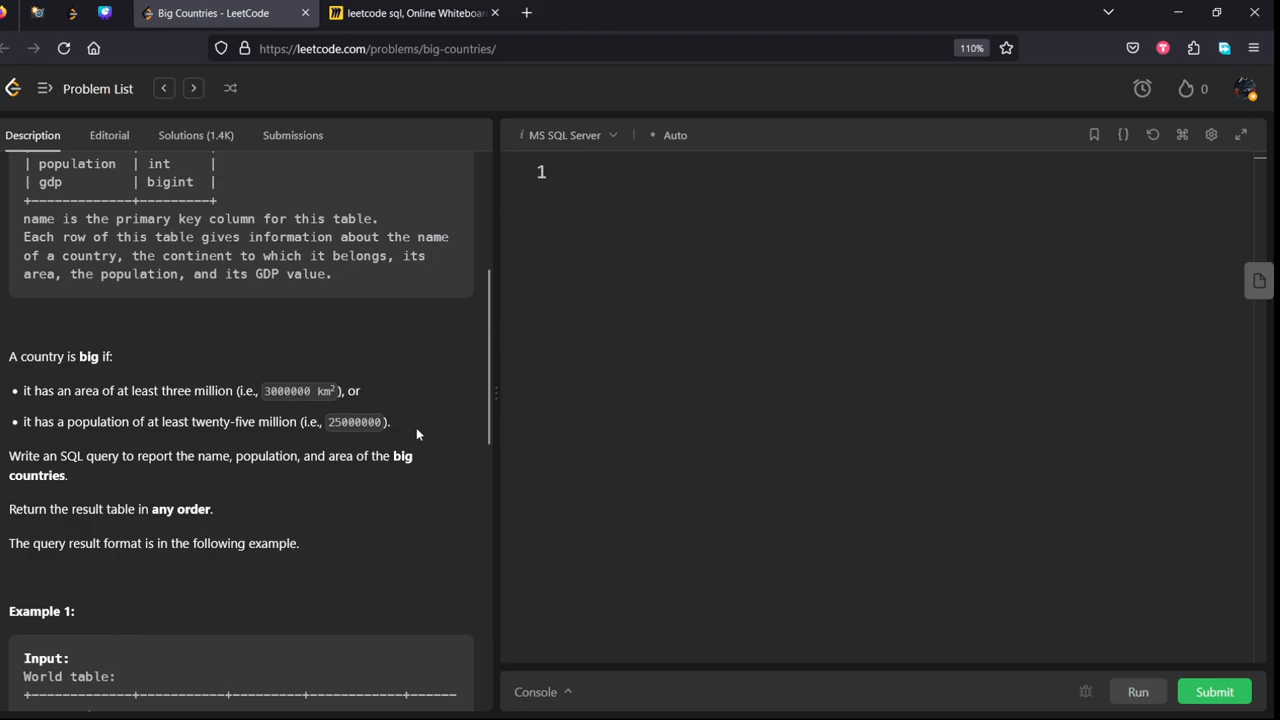 Big Countries - LeetCode
leetcode sql, Online Whiteboard
https://leetcode.com/problems/big-countries/
110%
Problem List
0
Description Editorial Solutions (1.4K) Submissions
MS SQL Server
Auto
1
| population | int |
| gdp | bigint |
+-------------+---------+
name is the primary key column for this table.
Each row of this table gives information about the name
of a country, the continent to which it belongs, its
area, the population, and its GDP value.
A country is big if:
• it has an area of at least three million (i.e., 3000000 km²), or
• it has a population of at least twenty-five million (i.e., 25000000).
Write an SQL query to report the name, population, and area of the big
countries.
Return the result table in any order.
The query result format is in the following example.
Example 1:
Input:
World table:
+-------------+-----------+---------+------------+------
Console
Run
Submit